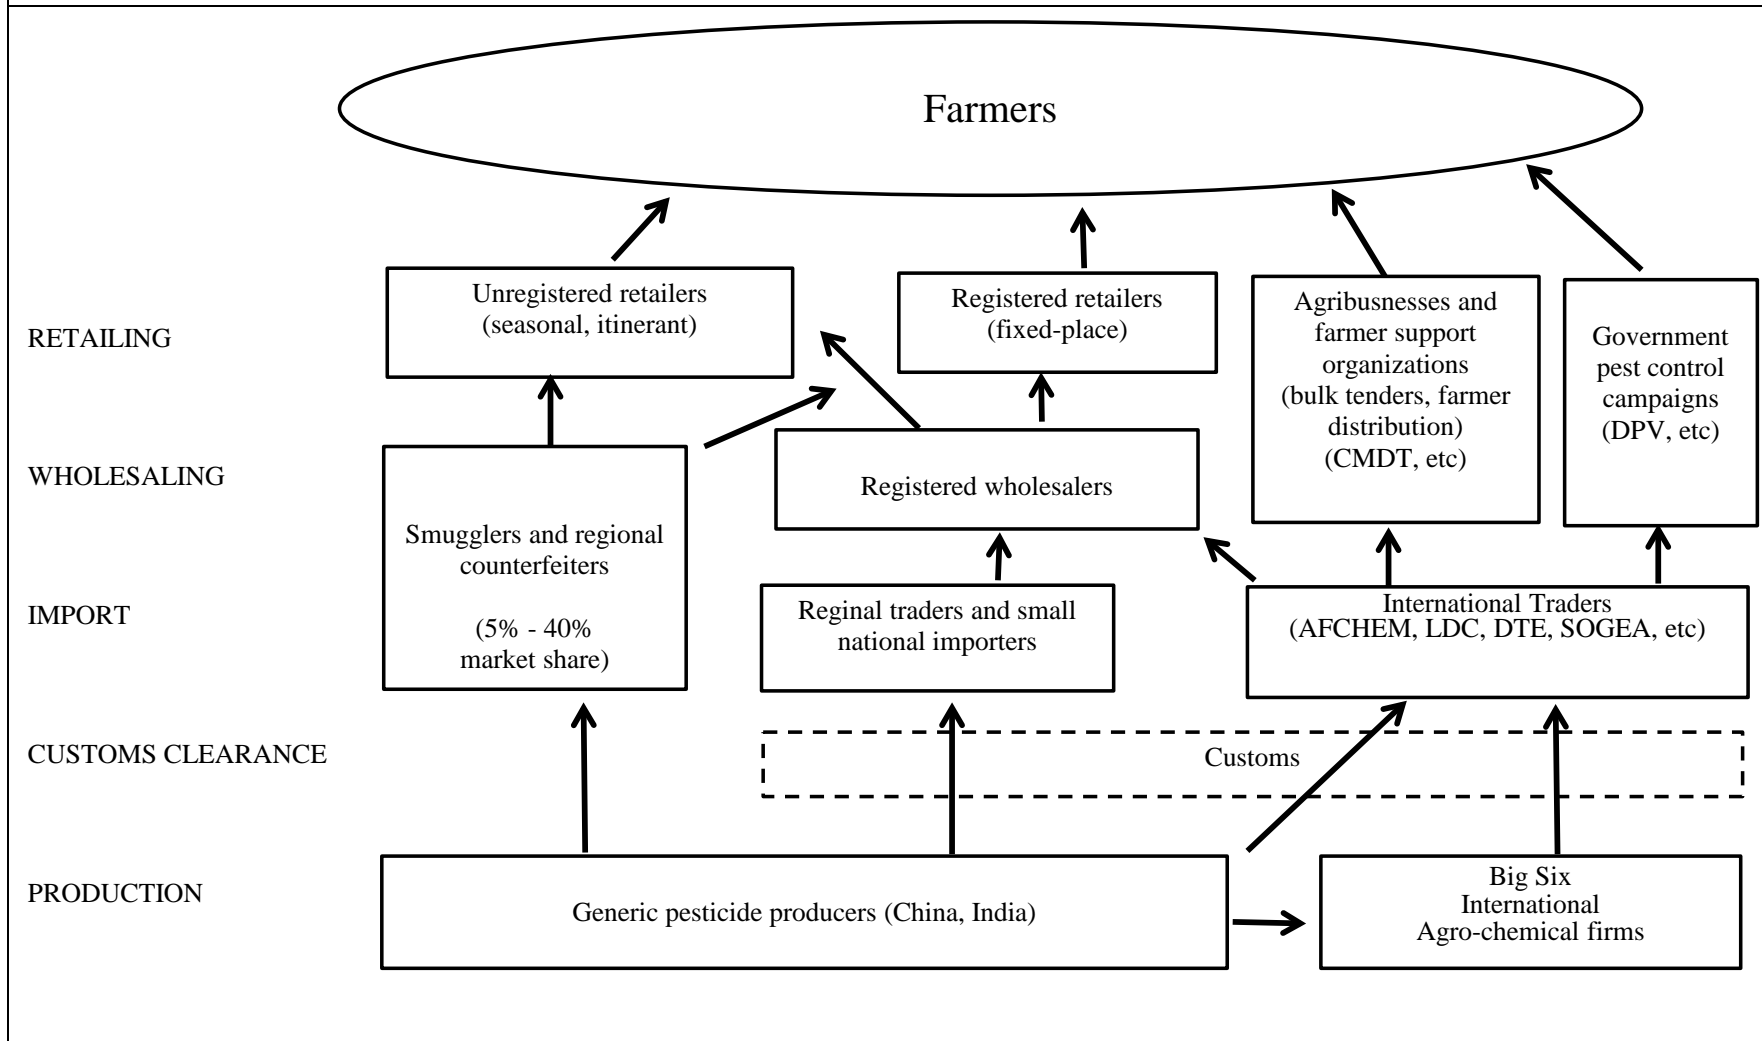 Farmers
RETAILING
Unregistered retailers
(seasonal, itinerant)
Registered retailers
(fixed-place)
Agribusnesses and
farmer support
organizations
(bulk tenders, farmer
distribution)
(CMDT, etc)
Government
pest control
campaigns
(DPV, etc)
WHOLESALING
Registered wholesalers
Smugglers and regional
counterfeiters
(5% - 40%
market share)
IMPORT
Reginal traders and small
national importers
International Traders
(AFCHEM, LDC, DTE, SOGEA, etc)
CUSTOMS CLEARANCE
Customs
PRODUCTION
Generic pesticide producers (China, India)
Big Six
International
Agro-chemical firms